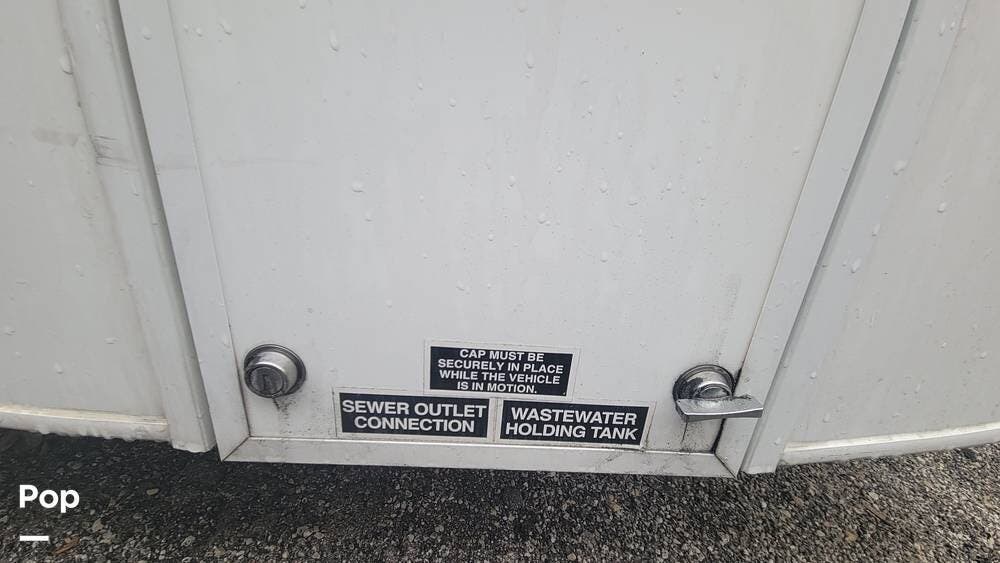 CAP MUST BE
SECURELY IN PLACE
WHILE THE VEHICLE
IS IN MOTION.
SEWER OUTLET
CONNECTION
WASTEWATER
HOLDING TANK
Pop